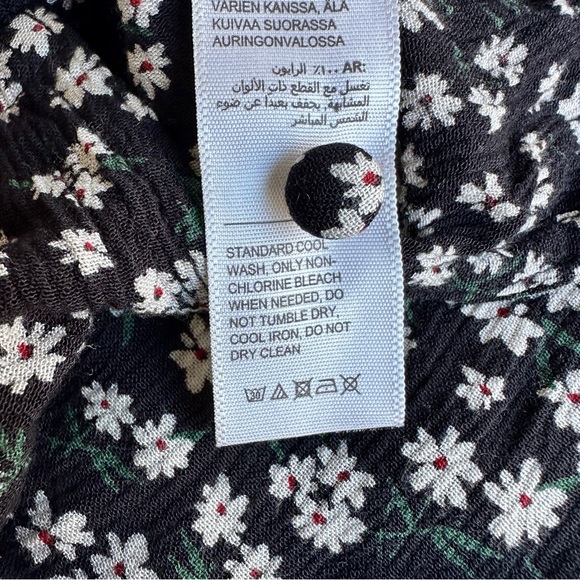 VARIEN KANSSA, ÄLÄ
KUIVAA SUORASSA
AURINGONVALOSSA
AR: ١٠٠٪ الرايون
تغسل مع القطع ذات الألوان
المشابهة. يجفف بعيدا عن ضوء
الشمس المباشر
STANDARD COOL
WASH, ONLY NON-
CHLORINE BLEACH
WHEN NEEDED, DO
NOT TUMBLE DRY,
COOL IRON, DO NOT
DRY CLEAN
30